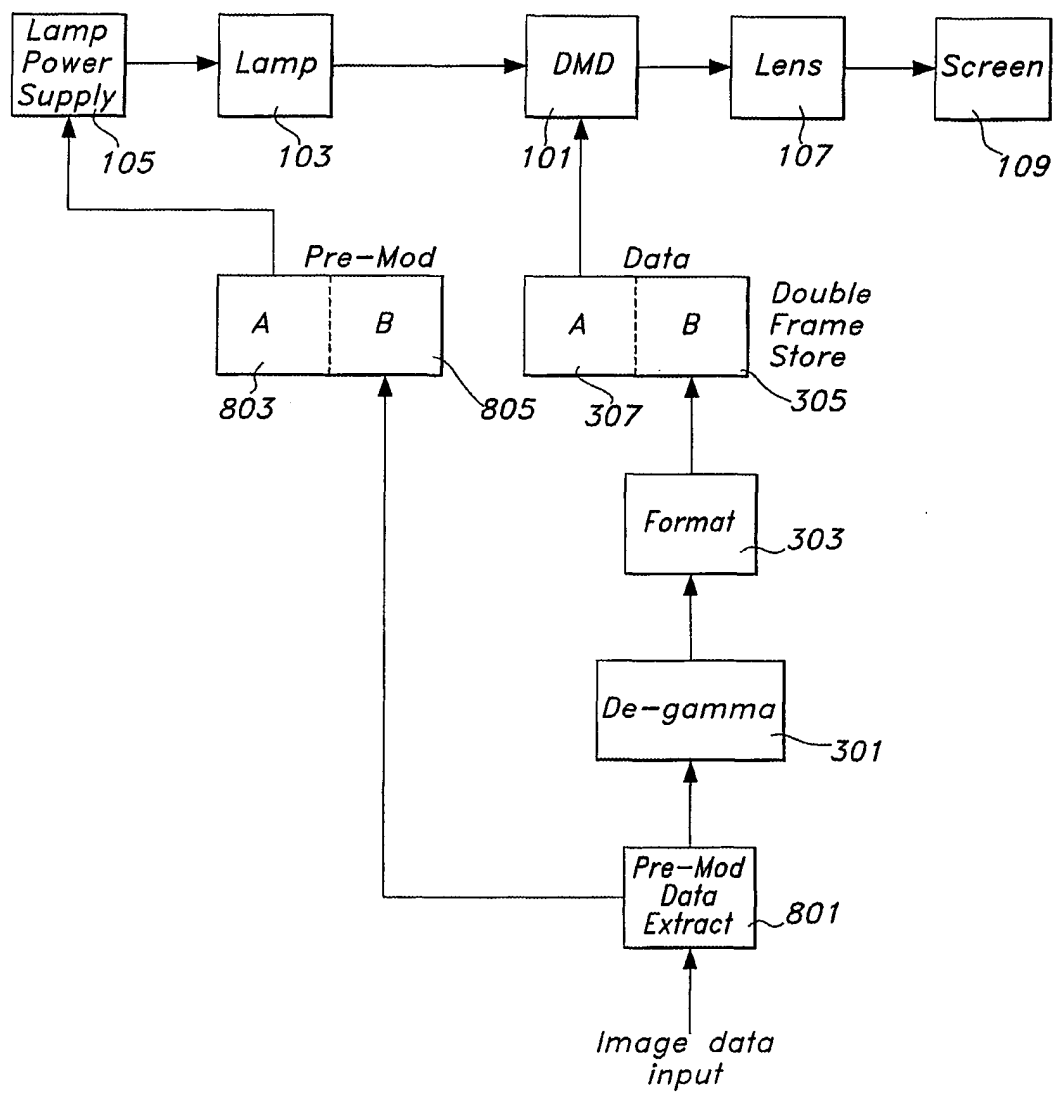 Lamp
Power
Supply
Lamp
DMD
Lens
Screen
105
103
101
107
109
Pre-Mod
Data
A
B
A
B
Double
Frame
Store
803
805
307
305
Format
303
De-gamma
301
Pre-Mod
Data
Extract
801
Image data
input